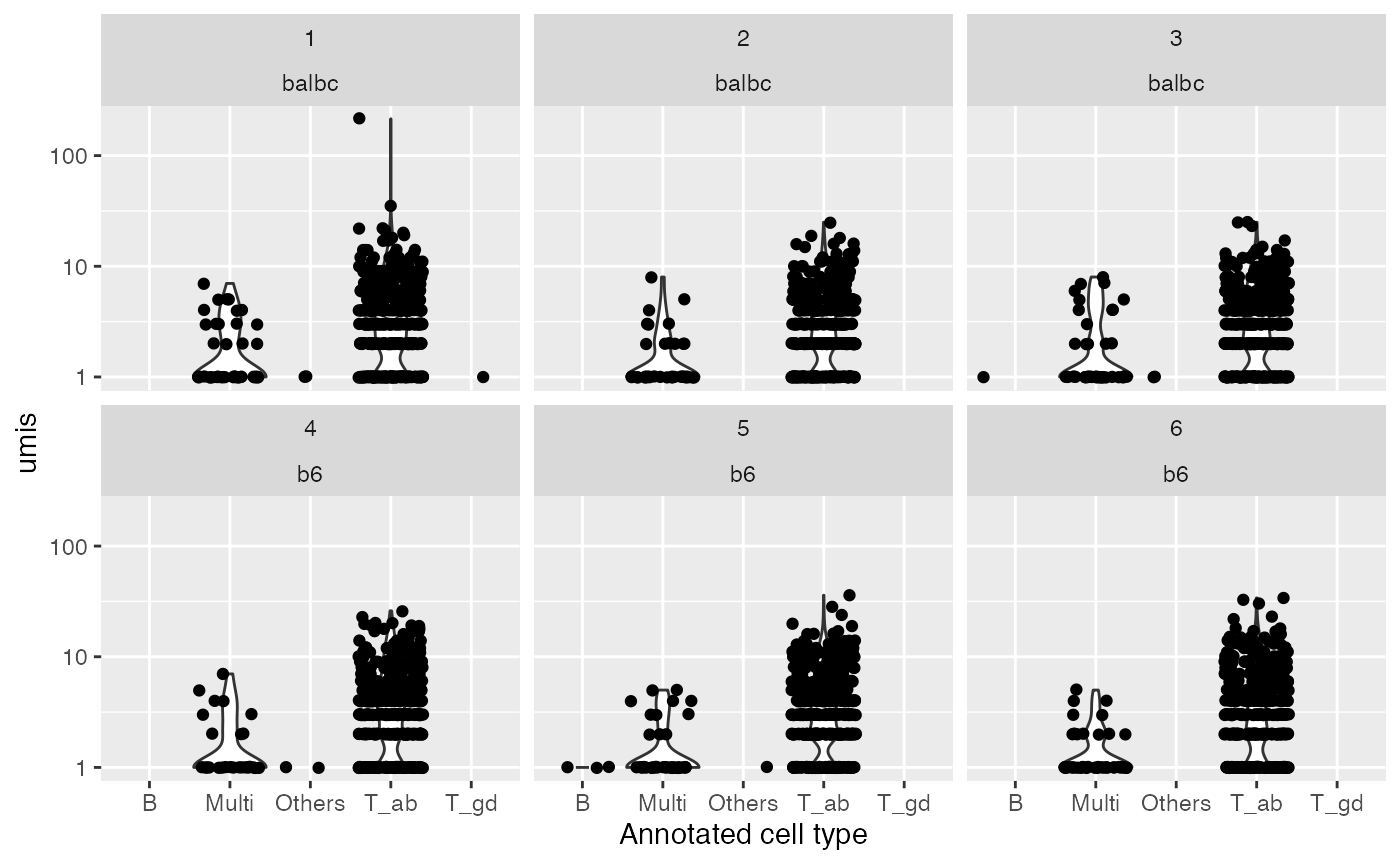 1 2 3
balbc balbc balbc
100
10
1
4 5 6
b6 b6 b6
umis
100
10
1
B Multi Others T_ab T_gd B Multi Others T_ab T_gd B Multi Others T_ab T_gd
Annotated cell type